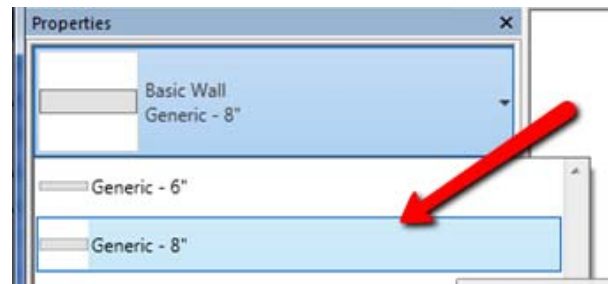 Properties
Basic Wall
Generic - 8"
Generic - 6"
Generic - 8"